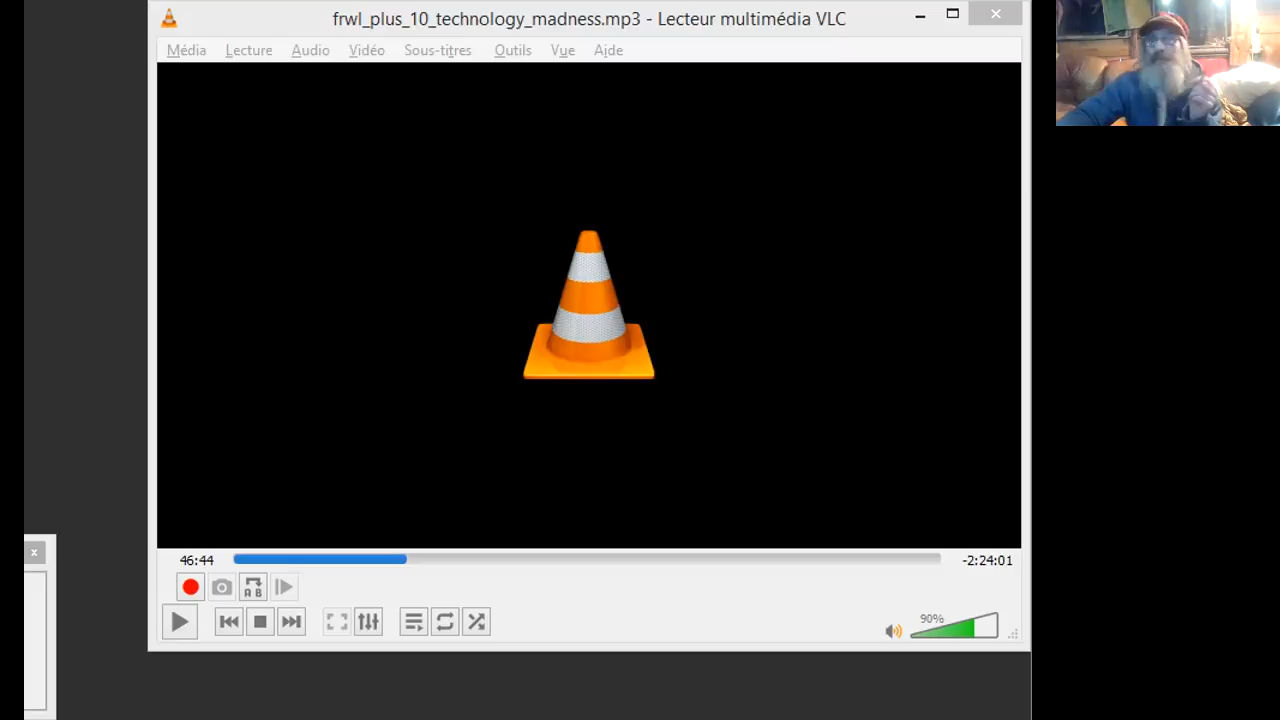 frwl_plus_10_technology_madness.mp3 - Lecteur multimédia VLC
Média Lecture Audio Vidéo Sous-titres Outils Vue Aide
46:44 -2:24:01
A B
90%